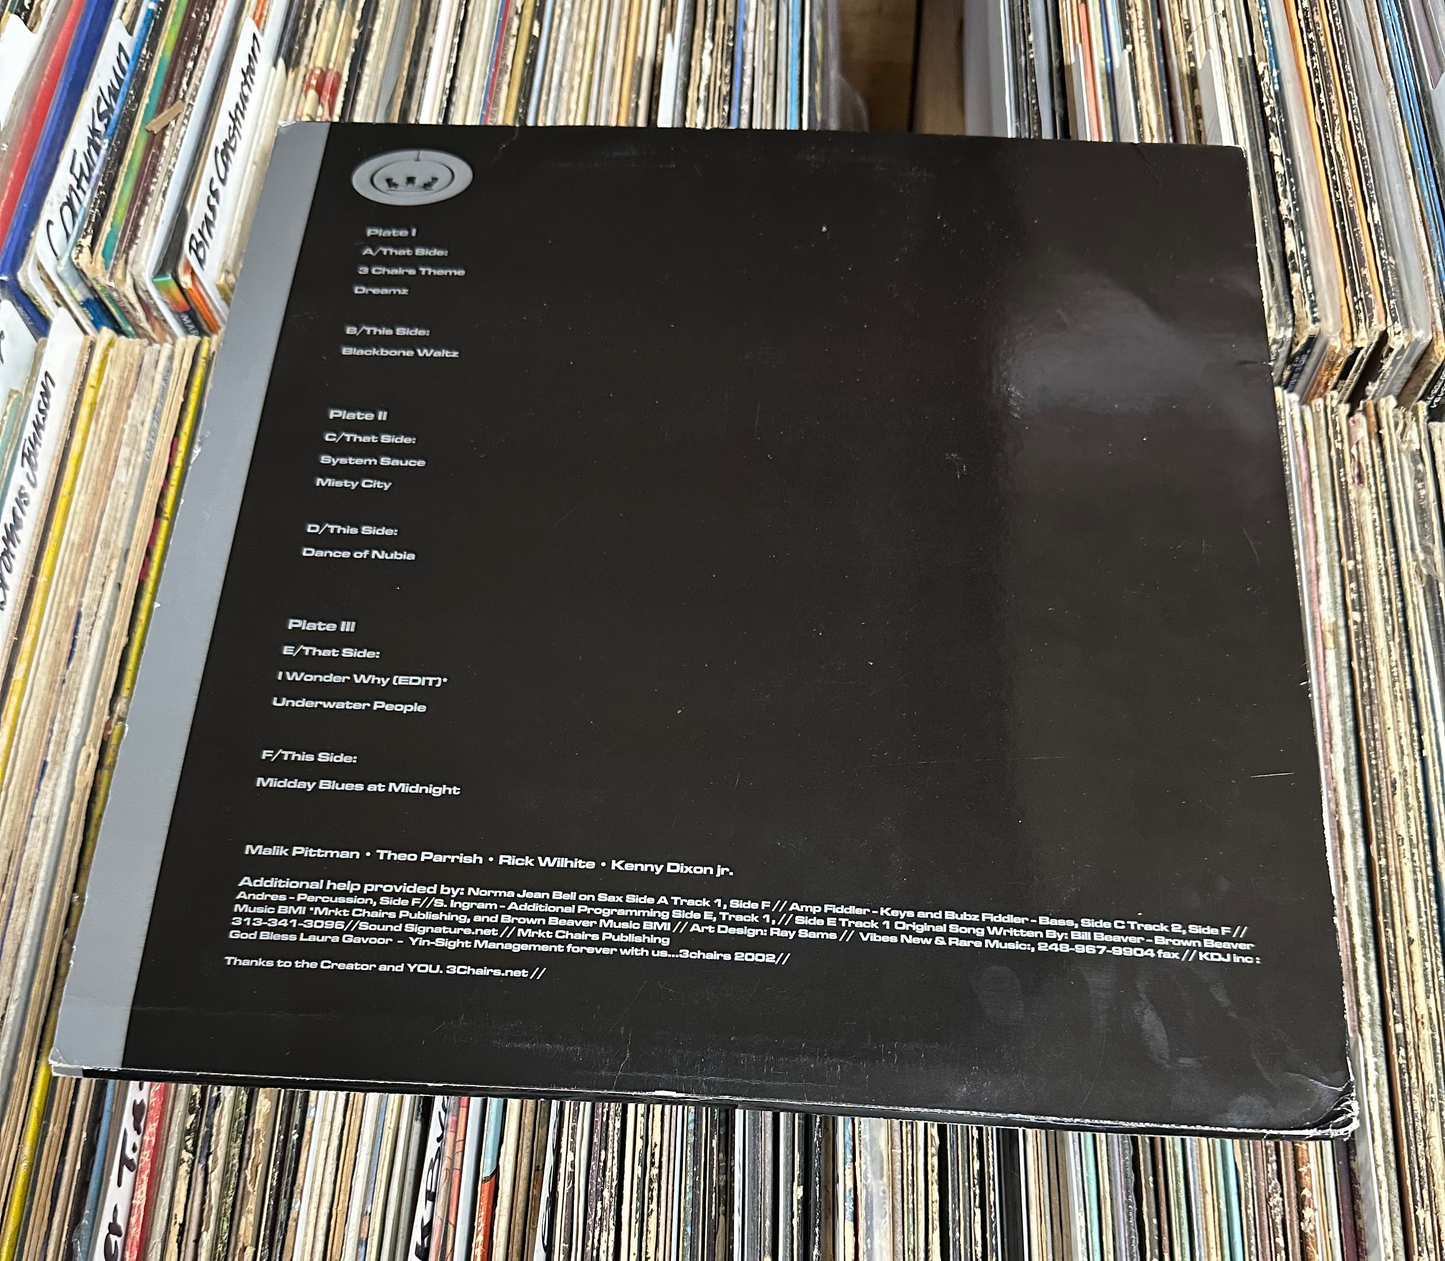 ConFunkShun
Brass Construction
Brothers Johnson
Plate I
A/That Side:
3 Chairs Theme
Dreamz
B/This Side:
Blackbone Waltz
Plate II
C/That Side:
System Sauce
Misty City
D/This Side:
Dance of Nubia
Plate III
E/That Side:
I Wonder Why (EDIT)*
Underwater People
F/This Side:
Midday Blues at Midnight
Malik Pittman • Theo Parrish • Rick Wilhite • Kenny Dixon jr.
Additional help provided by: Norma Jean Bell on Sax Side A Track 1, Side F // Amp Fiddler - Keys and Bubz Fiddler - Bass, Side C Track 2, Side F //
Andres - Percussion, Side F//S. Ingram - Additional Programming Side E, Track 1, // Side E Track 1 Original Song Written By: Bill Beaver - Brown Beaver
Music BMI *Mrkt Chairs Publishing, and Brown Beaver Music BMI // Art Design: Ray Sams // Vibes New & Rare Music:, 248-967-9904 fax // KDJ inc :
313-341-3096//Sound Signature.net // Mrkt Chairs Publishing
God Bless Laura Gavoor - Yin-Sight Management forever with us...3chairs 2002//
Thanks to the Creator and YOU. 3Chairs.net //